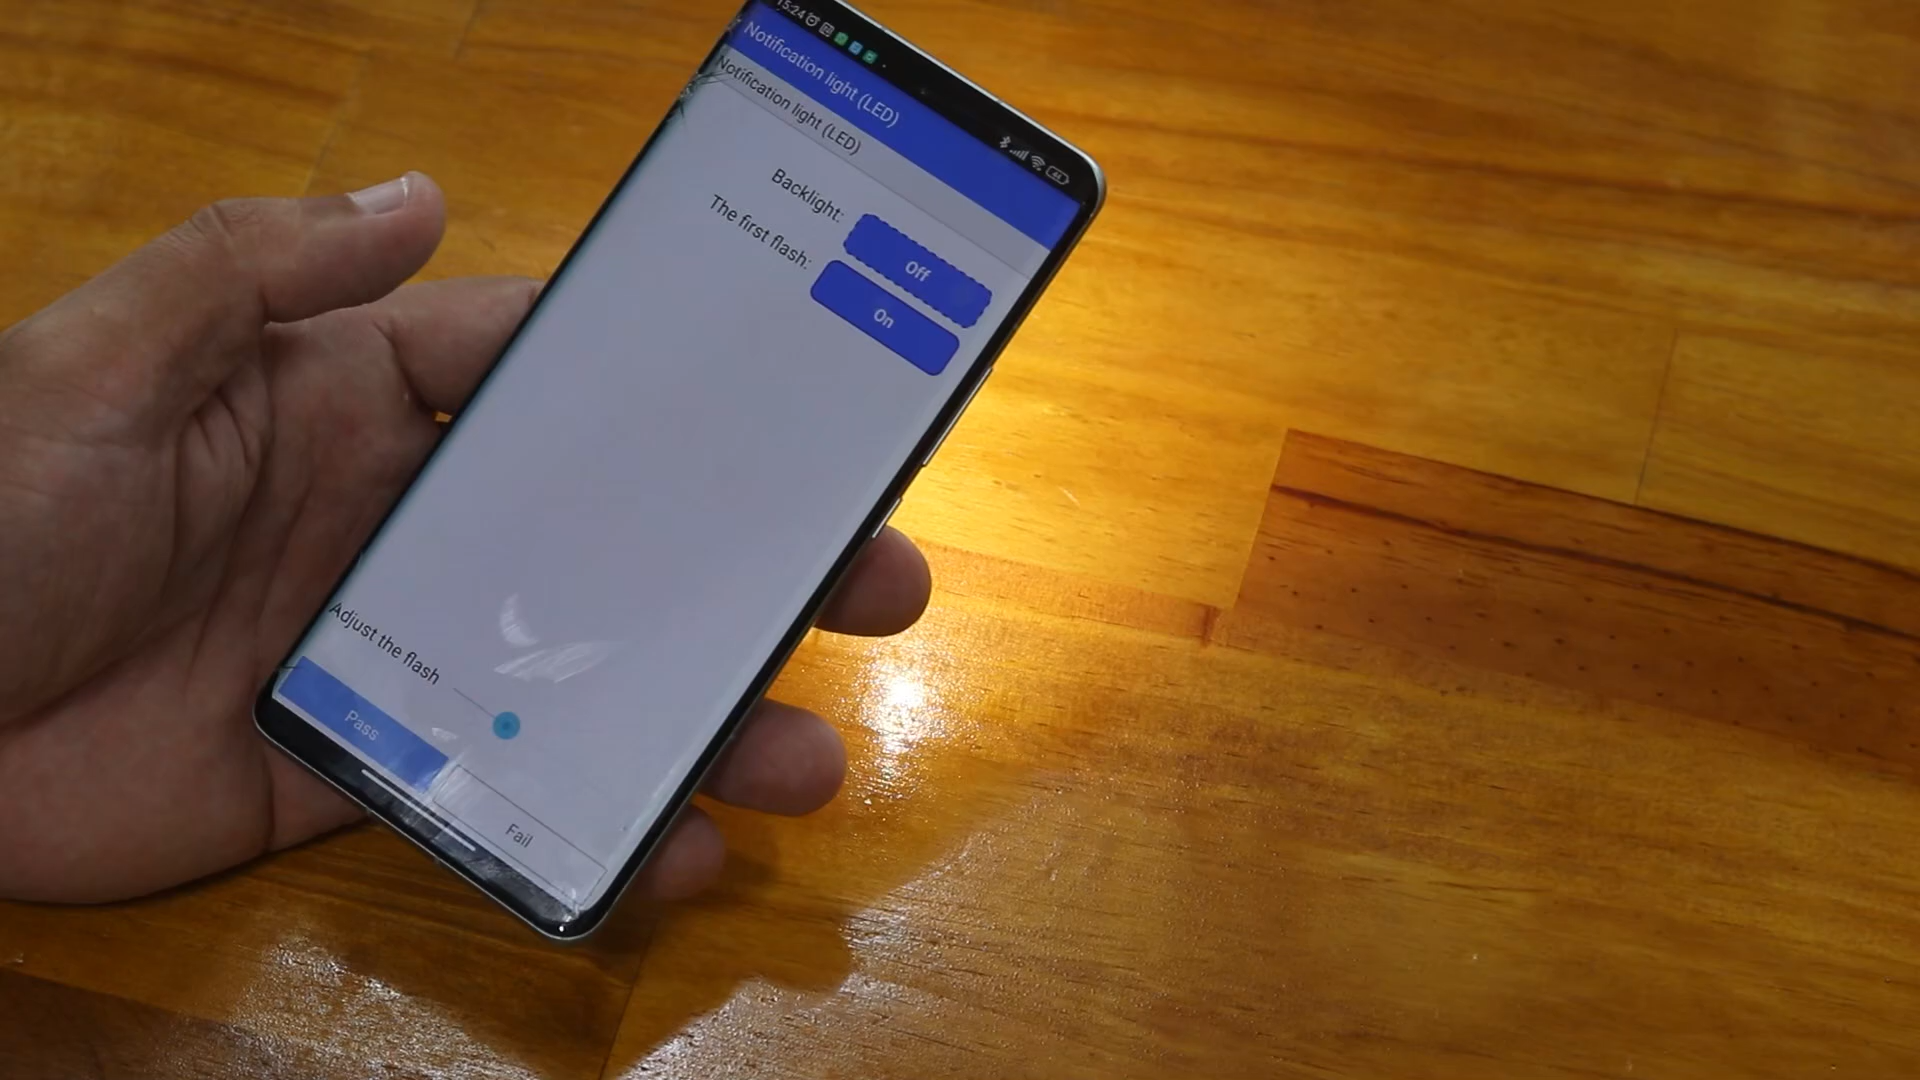 15:24
Notification light (LED)
Notification light (LED)
Backlight:
Off
The first flash:
On
Adjust the flash
Pass
Fail